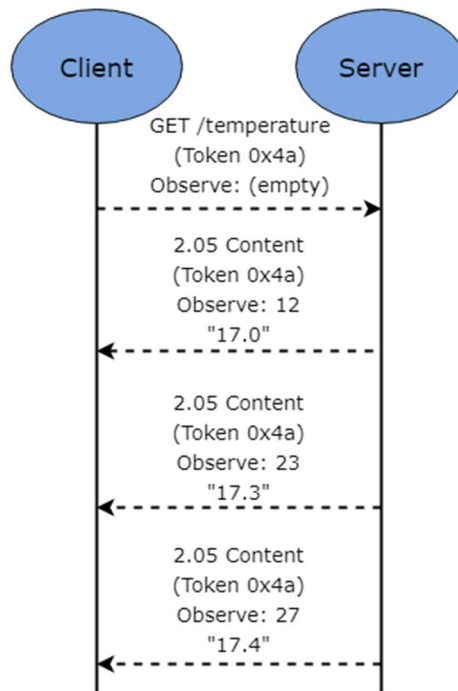 Client
Server
GET /temperature
(Token 0x4a)
Observe: (empty)
2.05 Content
(Token 0x4a)
Observe: 12
"17.0"
2.05 Content
(Token 0x4a)
Observe: 23
"17.3"
2.05 Content
(Token 0x4a)
Observe: 27
"17.4"